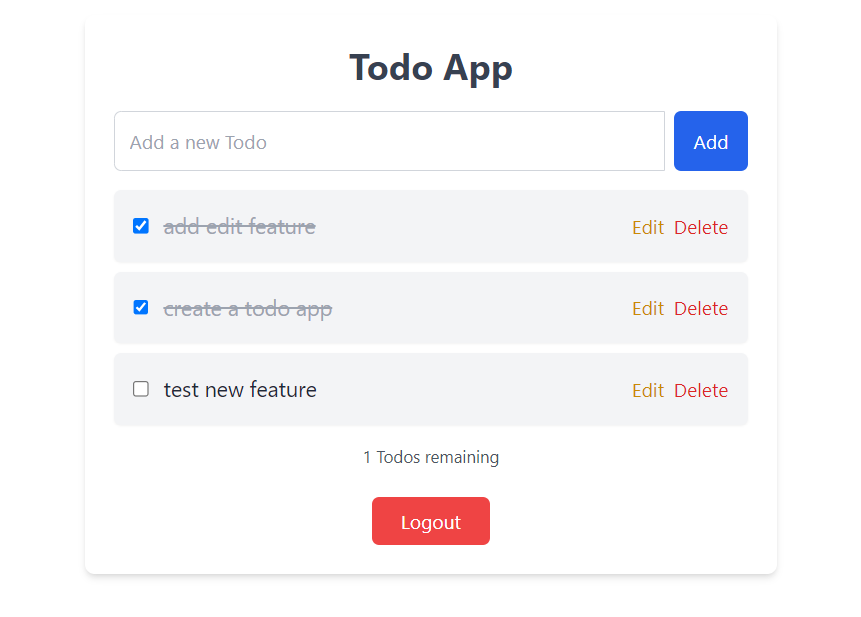 Todo App
Add a new Todo Add
add edit feature Edit Delete
create a todo app Edit Delete
test new feature Edit Delete
1 Todos remaining
Logout